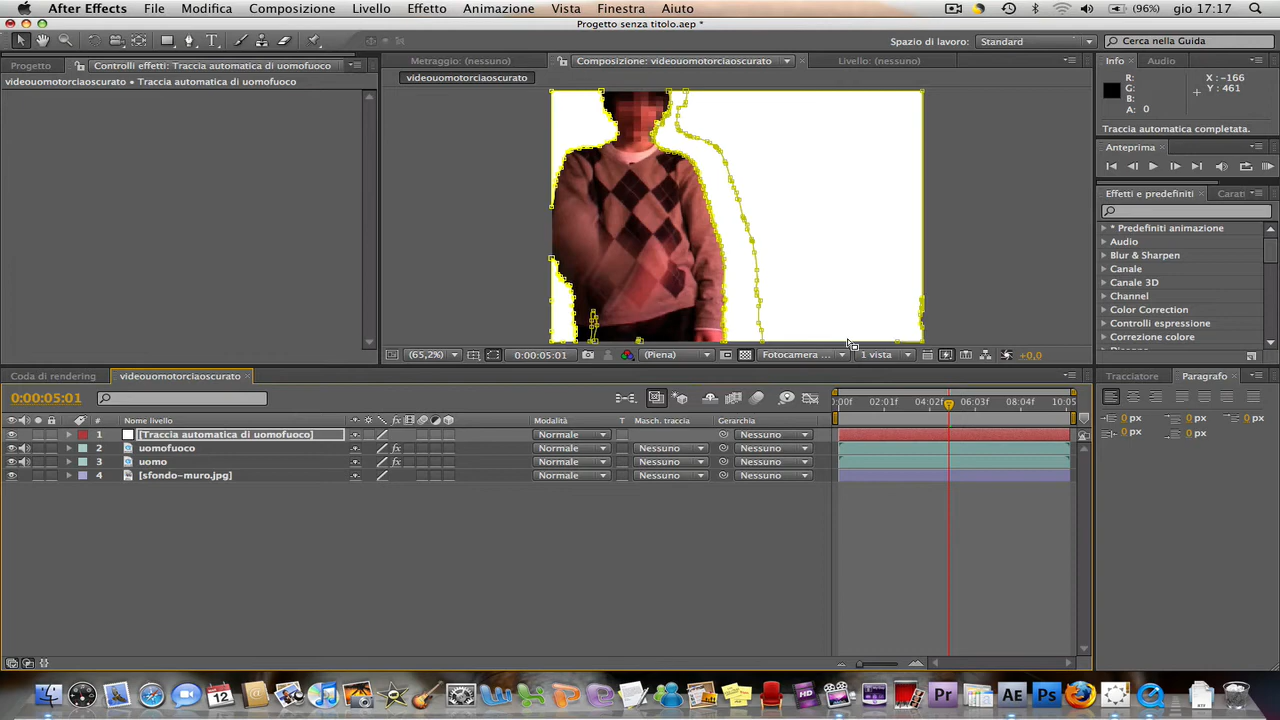 After Effects File Modifica Composizione Livello Effetto Animazione Vista Finestra Aiuto (96%) gio 17:17
Progetto senza titolo.aep *
Spazio di lavoro: Standard Cerca nella Guida
Progetto Controlli effetti: Traccia automatica di uomofuoco
videouomotorciaoscurato • Traccia automatica di uomofuoco
Metraggio: (nessuno) Composizione: videouomotorciaoscurato Livello: (nessuno)
videouomotorciaoscurato
Info Audio
R: X : -166
G: Y : 461
B:
A: 0
Traccia automatica completata.
Anteprima
Effetti e predefiniti Carati
* Predefiniti animazione
Audio
Blur & Sharpen
Canale
Canale 3D
Channel
Color Correction
Controlli espressione
Correzione colore
(65,2%) 0:00:05:01 (Piena) Fotocamera ... 1 vista +0,0
Coda di rendering videouomotorciaoscurato
0:00:05:01
:00f 02:01f 04:02f 06:03f 08:04f 10:05
# Nome livello Modalità T Masch. traccia Gerarchia
1 [Traccia automatica di uomofuoco] Normale Nessuno
2 uomofuoco Normale Nessuno Nessuno
3 uomo Normale Nessuno Nessuno
4 [sfondo-muro.jpg] Normale Nessuno Nessuno
Tracciatore Paragrafo
0 px 0 px 0 px
0 px 0 px
12 HD Pr AE Ps